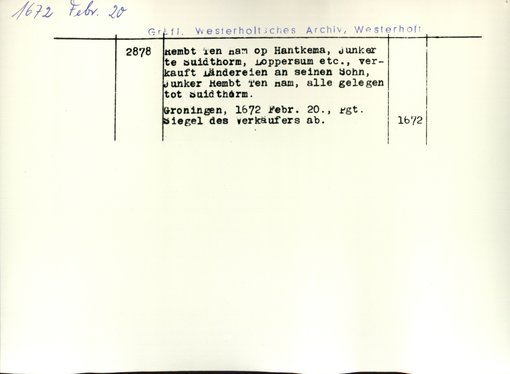 1672 Febr. 20
Gräfl. Westerholtsches Archiv, Westerholt
2878 Rembt Ten Ham op Hantkema, Junker
te Suidthorm, Loppersum etc., ver-
kauft Ländereien an seinen Sohn,
Junker Rembt Ten Ham, alle gelegen
tot Suidthorm.
Groningen, 1672 Febr. 20., Pgt.
Siegel des Verkäufers ab. 1672